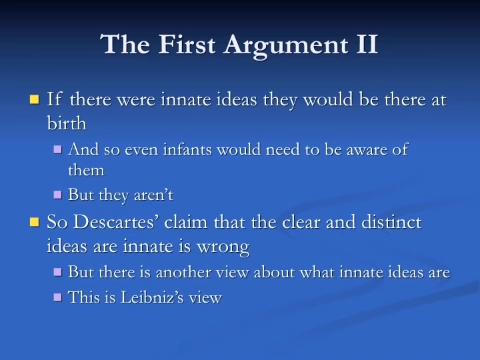 The First Argument II
If there were innate ideas they would be there at
birth
And so even infants would need to be aware of
them
But they aren't
So Descartes' claim that the clear and distinct
ideas are innate is wrong
But there is another view about what innate ideas are
This is Leibniz's view